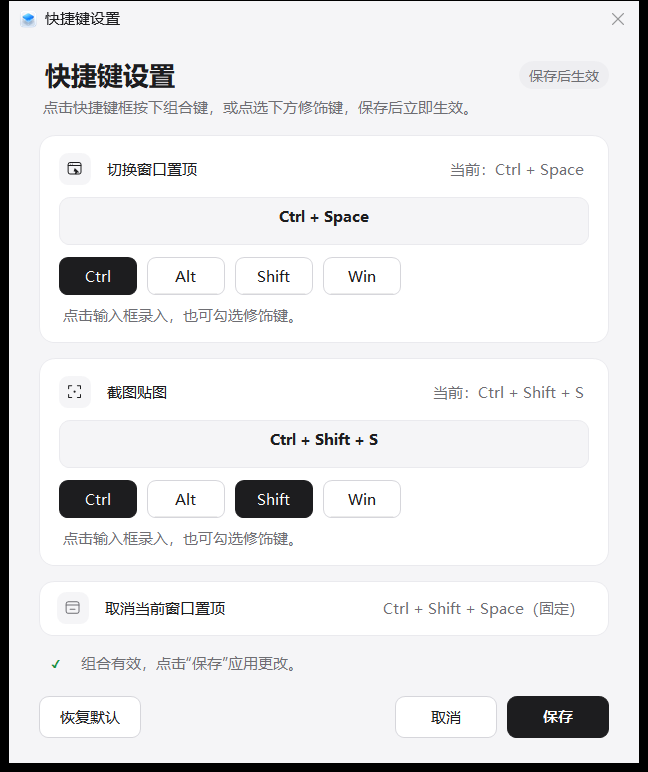 快捷键设置
快捷键设置
保存后生效
点击快捷键框按下组合键，或点选下方修饰键，保存后立即生效。
切换窗口置顶
当前：Ctrl + Space
Ctrl + Space
Ctrl Alt Shift Win
点击输入框录入，也可勾选修饰键。
截图贴图
当前：Ctrl + Shift + S
Ctrl + Shift + S
Ctrl Alt Shift Win
点击输入框录入，也可勾选修饰键。
取消当前窗口置顶
Ctrl + Shift + Space（固定）
✓ 组合有效，点击“保存”应用更改。
恢复默认 取消 保存